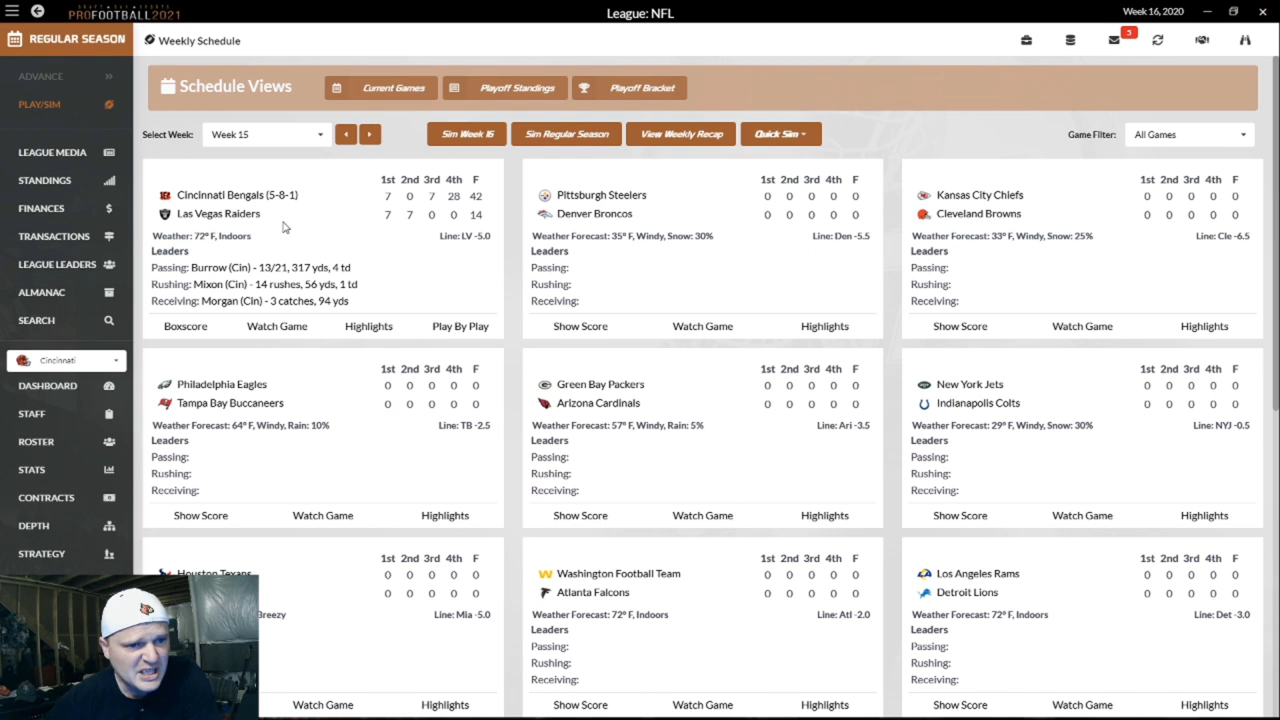 DRAFT DAY SPORTS
PROFOOTBALL2021
League: NFL
Week 16, 2020
REGULAR SEASON
Weekly Schedule
5
ADVANCE
PLAY/SIM
LEAGUE MEDIA
STANDINGS
FINANCES
TRANSACTIONS
LEAGUE LEADERS
ALMANAC
SEARCH
Cincinnati
DASHBOARD
STAFF
ROSTER
STATS
CONTRACTS
DEPTH
STRATEGY
Schedule Views
Current Games
Playoff Standings
Playoff Bracket
Select Week:
Week 15
Sim Week 16
Sim Regular Season
View Weekly Recap
Quick Sim
Game Filter:
All Games
1st 2nd 3rd 4th F
Cincinnati Bengals (5-8-1) 7 0 7 28 42
Las Vegas Raiders 7 7 0 0 14
Weather: 72° F, Indoors Line: LV -5.0
Leaders
Passing: Burrow (Cin) - 13/21, 317 yds, 4 td
Rushing: Mixon (Cin) - 14 rushes, 56 yds, 1 td
Receiving: Morgan (Cin) - 3 catches, 94 yds
Boxscore Watch Game Highlights Play By Play
1st 2nd 3rd 4th F
Pittsburgh Steelers 0 0 0 0 0
Denver Broncos 0 0 0 0 0
Weather Forecast: 35° F, Windy, Snow: 30% Line: Den -5.5
Leaders
Passing:
Rushing:
Receiving:
Show Score Watch Game Highlights
1st 2nd 3rd 4th F
Kansas City Chiefs 0 0 0 0 0
Cleveland Browns 0 0 0 0 0
Weather Forecast: 33° F, Windy, Snow: 25% Line: Cle -6.5
Leaders
Passing:
Rushing:
Receiving:
Show Score Watch Game Highlights
1st 2nd 3rd 4th F
Philadelphia Eagles 0 0 0 0 0
Tampa Bay Buccaneers 0 0 0 0 0
Weather Forecast: 64° F, Windy, Rain: 10% Line: TB -2.5
Leaders
Passing:
Rushing:
Receiving:
Show Score Watch Game Highlights
1st 2nd 3rd 4th F
Green Bay Packers 0 0 0 0 0
Arizona Cardinals 0 0 0 0 0
Weather Forecast: 57° F, Windy, Rain: 5% Line: Ari -3.5
Leaders
Passing:
Rushing:
Receiving:
Show Score Watch Game Highlights
1st 2nd 3rd 4th F
New York Jets 0 0 0 0 0
Indianapolis Colts 0 0 0 0 0
Weather Forecast: 29° F, Windy, Snow: 30% Line: NYJ -0.5
Leaders
Passing:
Rushing:
Receiving:
Show Score Watch Game Highlights
1st 2nd 3rd 4th F
Houston Texans 0 0 0 0 0
0 0 0 0 0
Breezy Line: Mia -5.0
Watch Game Highlights
1st 2nd 3rd 4th F
Washington Football Team 0 0 0 0 0
Atlanta Falcons 0 0 0 0 0
Weather Forecast: 72° F, Indoors Line: Atl -2.0
Leaders
Passing:
Rushing:
Receiving:
Show Score Watch Game Highlights
1st 2nd 3rd 4th F
Los Angeles Rams 0 0 0 0 0
Detroit Lions 0 0 0 0 0
Weather Forecast: 72° F, Indoors Line: Det -3.0
Leaders
Passing:
Rushing:
Receiving:
Show Score Watch Game Highlights